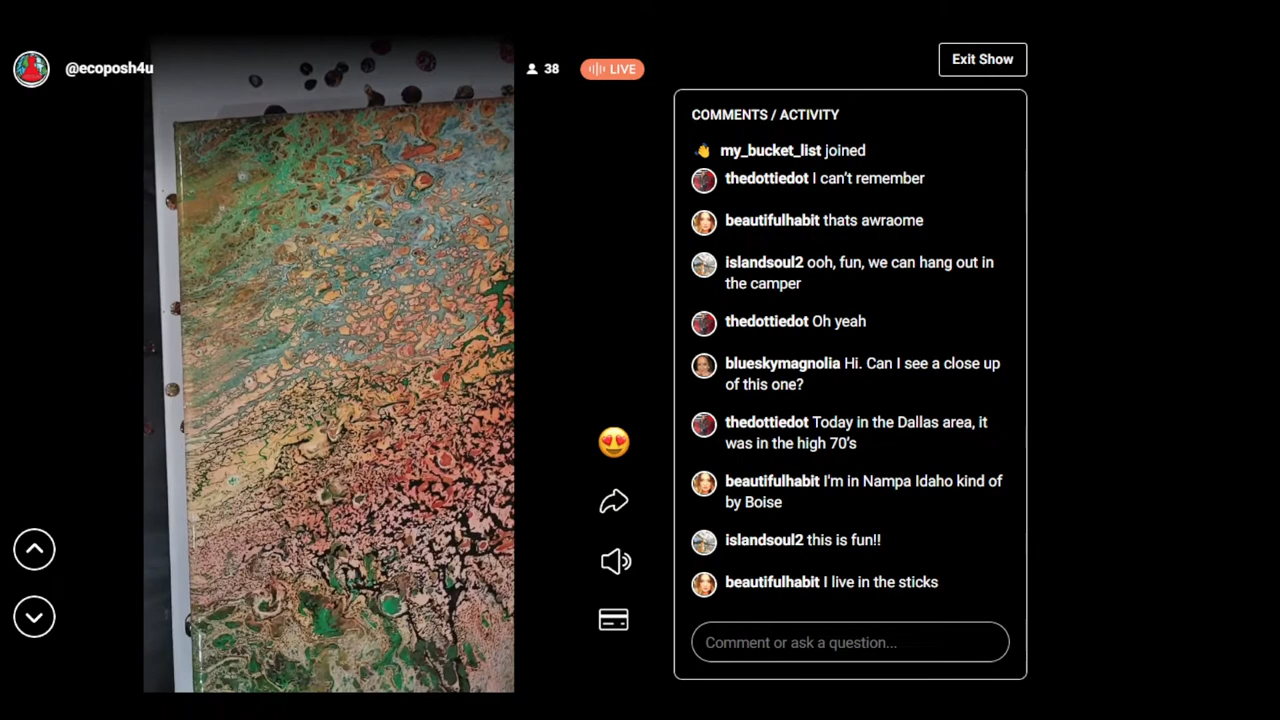 @ecoposh4u
38
LIVE
Exit Show
COMMENTS / ACTIVITY
my_bucket_list joined
thedottiedot I can’t remember
beautifulhabit thats awraome
islandsoul2 ooh, fun, we can hang out in
the camper
thedottiedot Oh yeah
blueskymagnolia Hi. Can I see a close up
of this one?
thedottiedot Today in the Dallas area, it
was in the high 70’s
beautifulhabit I'm in Nampa Idaho kind of
by Boise
islandsoul2 this is fun!!
beautifulhabit I live in the sticks
Comment or ask a question...